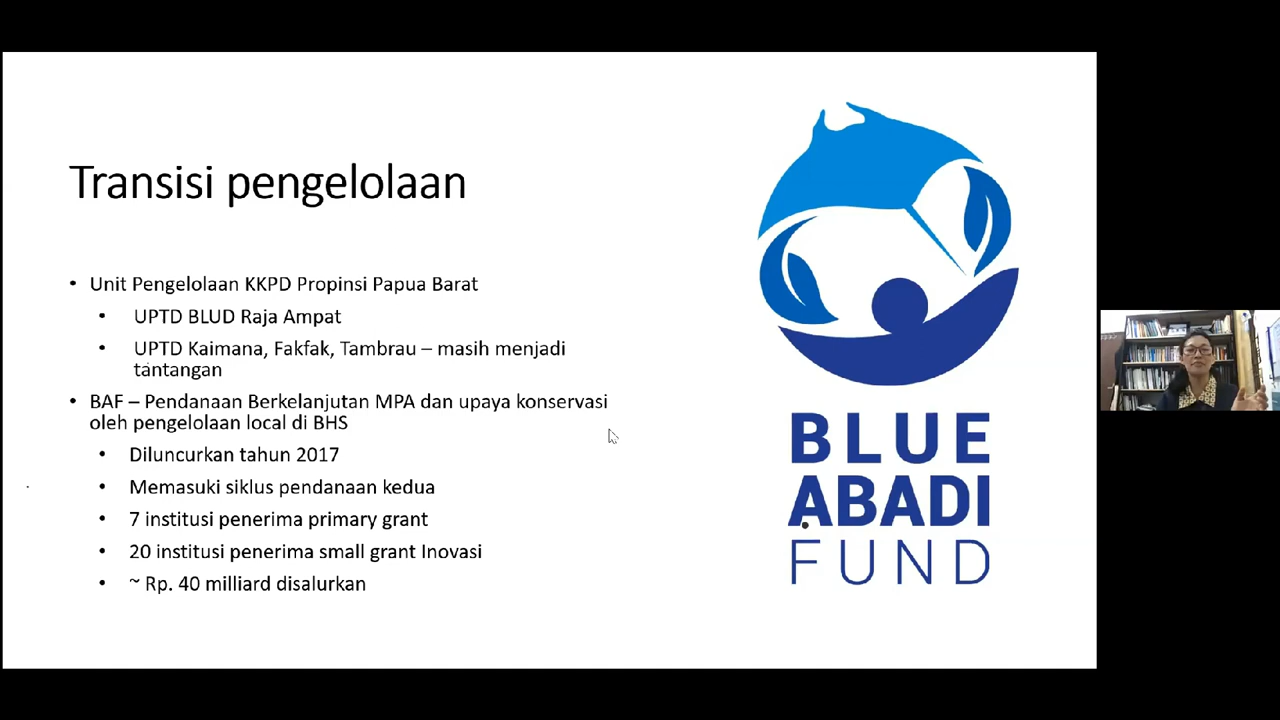 Transisi pengelolaan
• Unit Pengelolaan KKPD Propinsi Papua Barat
• UPTD BLUD Raja Ampat
• UPTD Kaimana, Fakfak, Tambrau – masih menjadi
tantangan
• BAF – Pendanaan Berkelanjutan MPA dan upaya konservasi
oleh pengelolaan local di BHS
• Diluncurkan tahun 2017
• Memasuki siklus pendanaan kedua
• 7 institusi penerima primary grant
• 20 institusi penerima small grant Inovasi
• ~ Rp. 40 milliard disalurkan
BLUE
ABADI
FUND